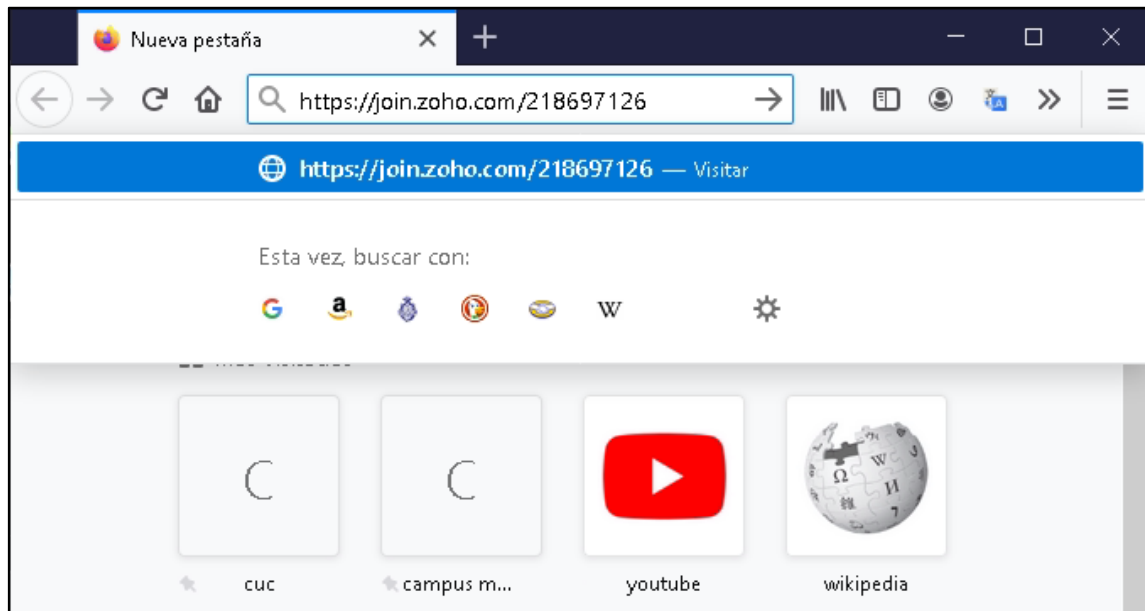 Nueva pestaña
https://join.zoho.com/218697126
https://join.zoho.com/218697126 — Visitar
Esta vez, buscar con:
G a W
C C
cuc campus m... youtube wikipedia